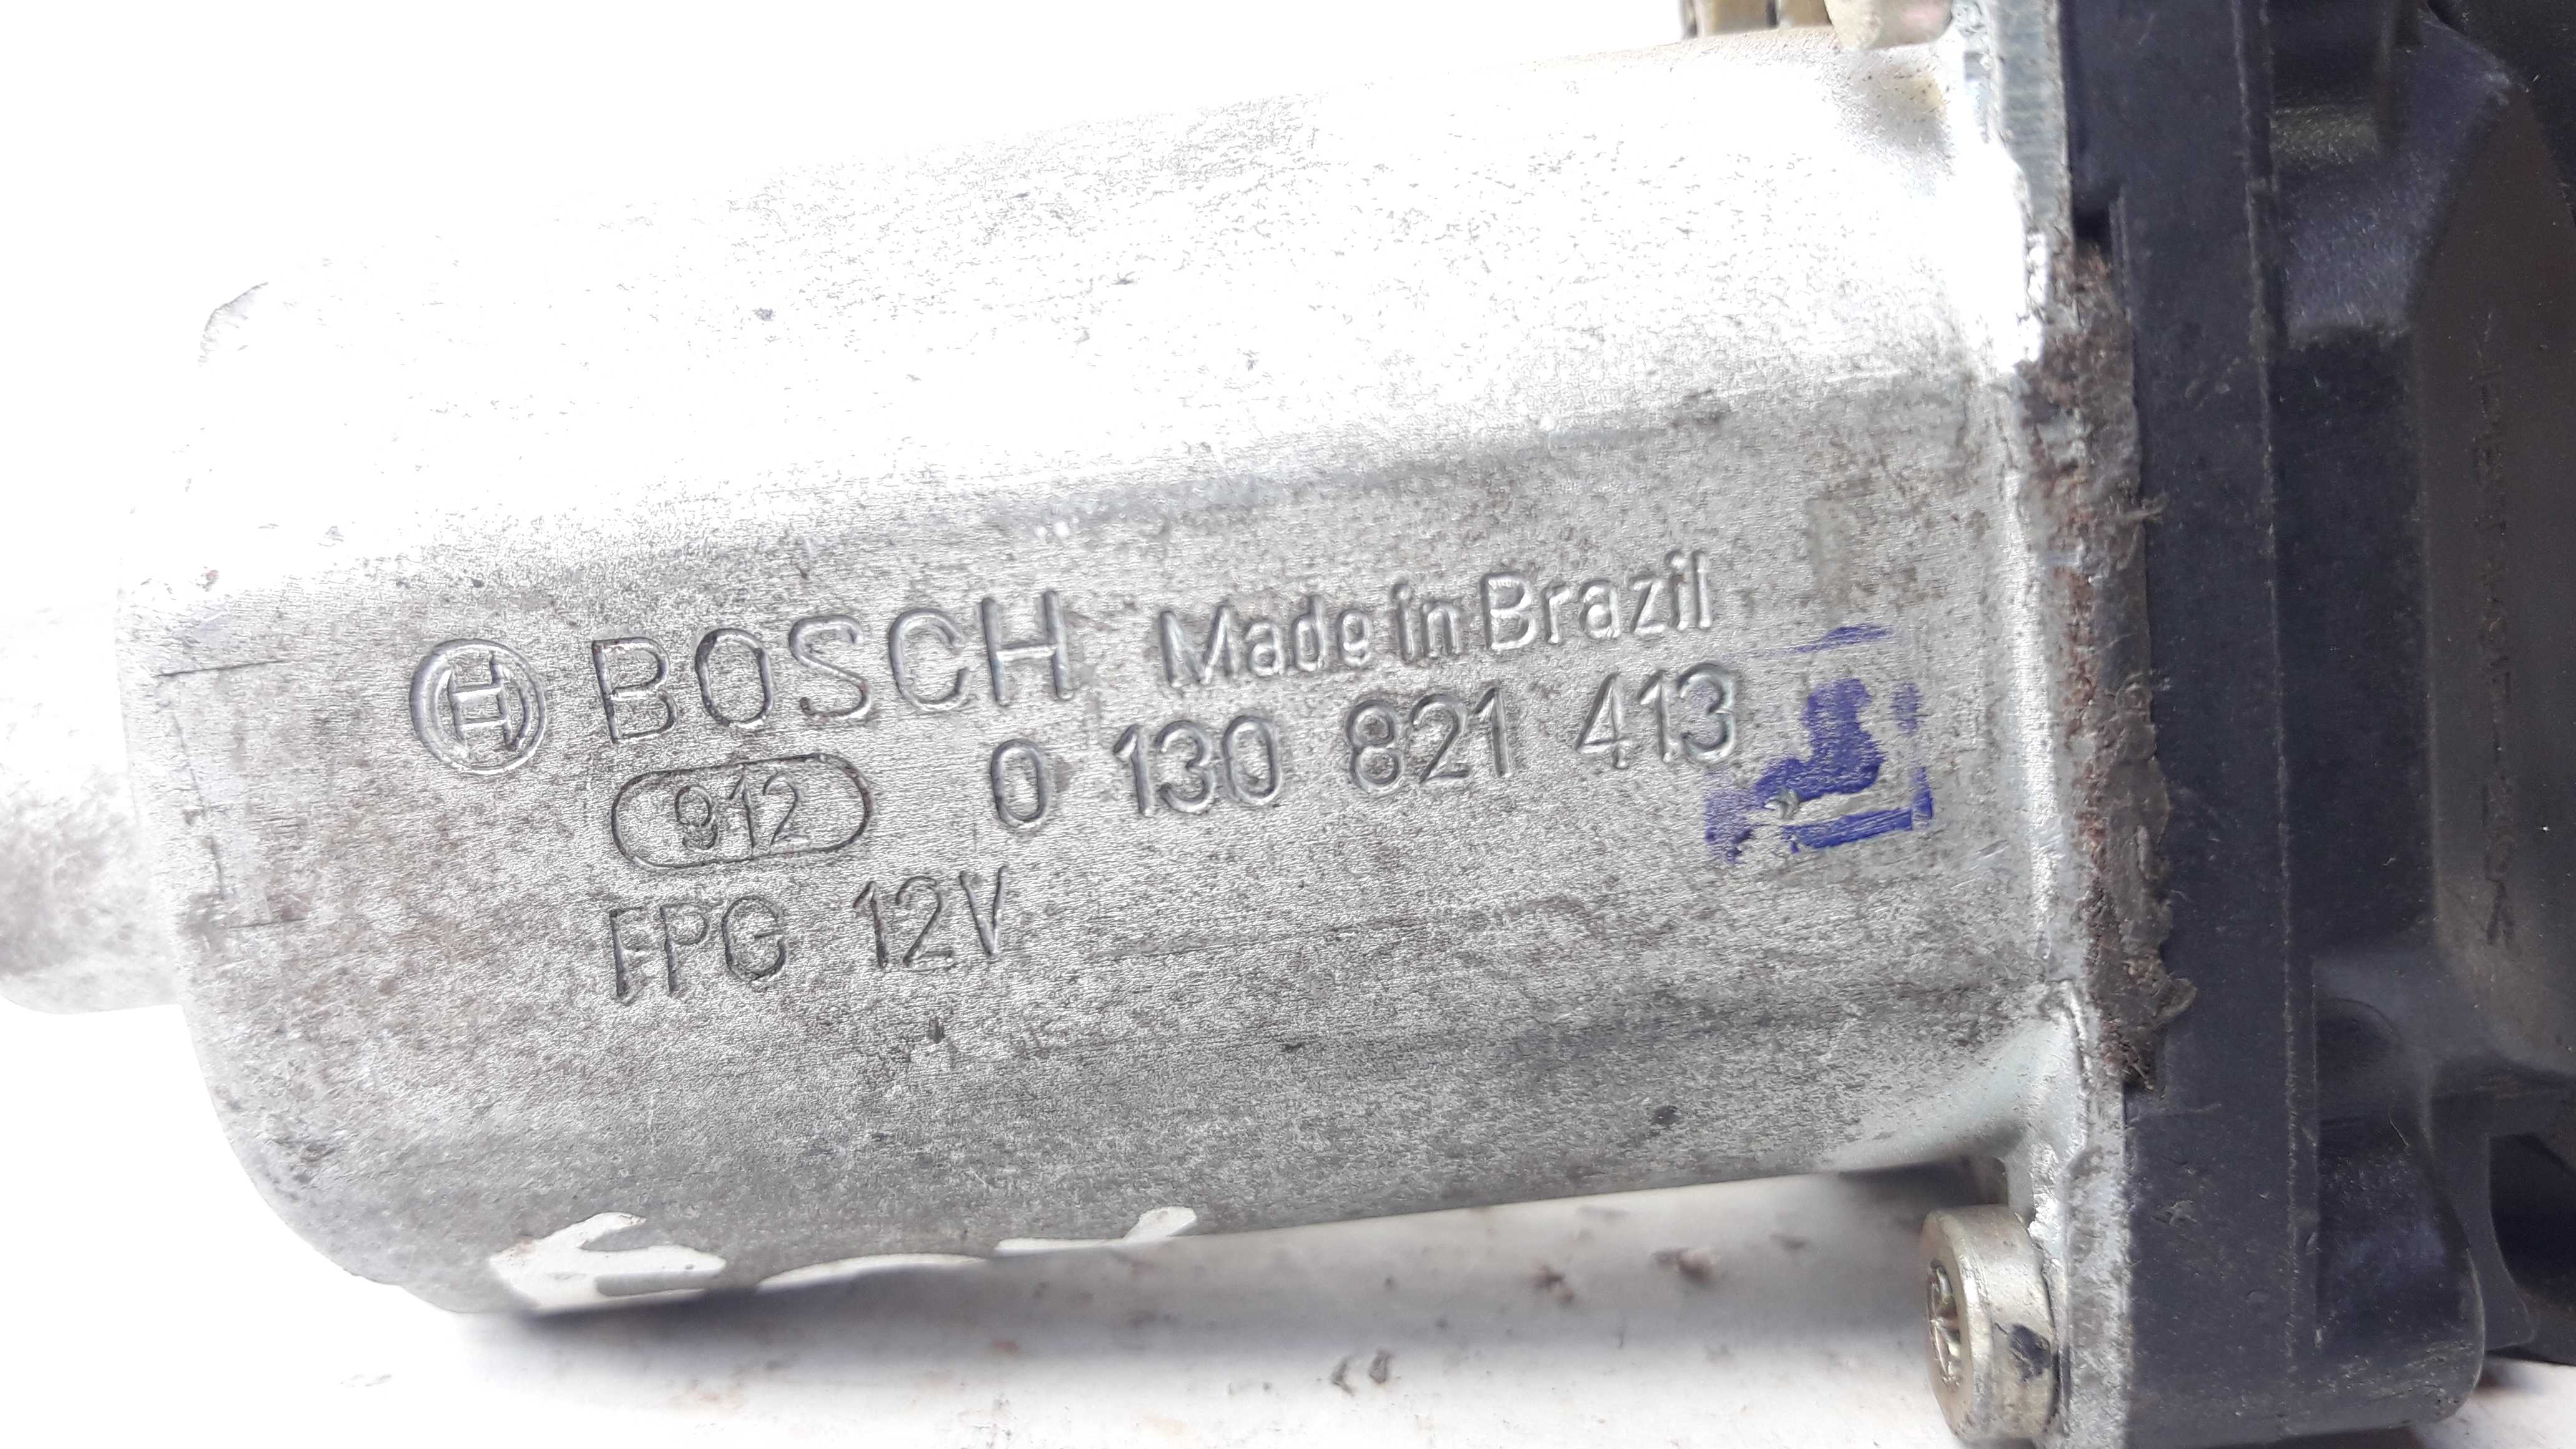 BOSCH Made in Brazil
912 0 130 821 413
FPG 12V